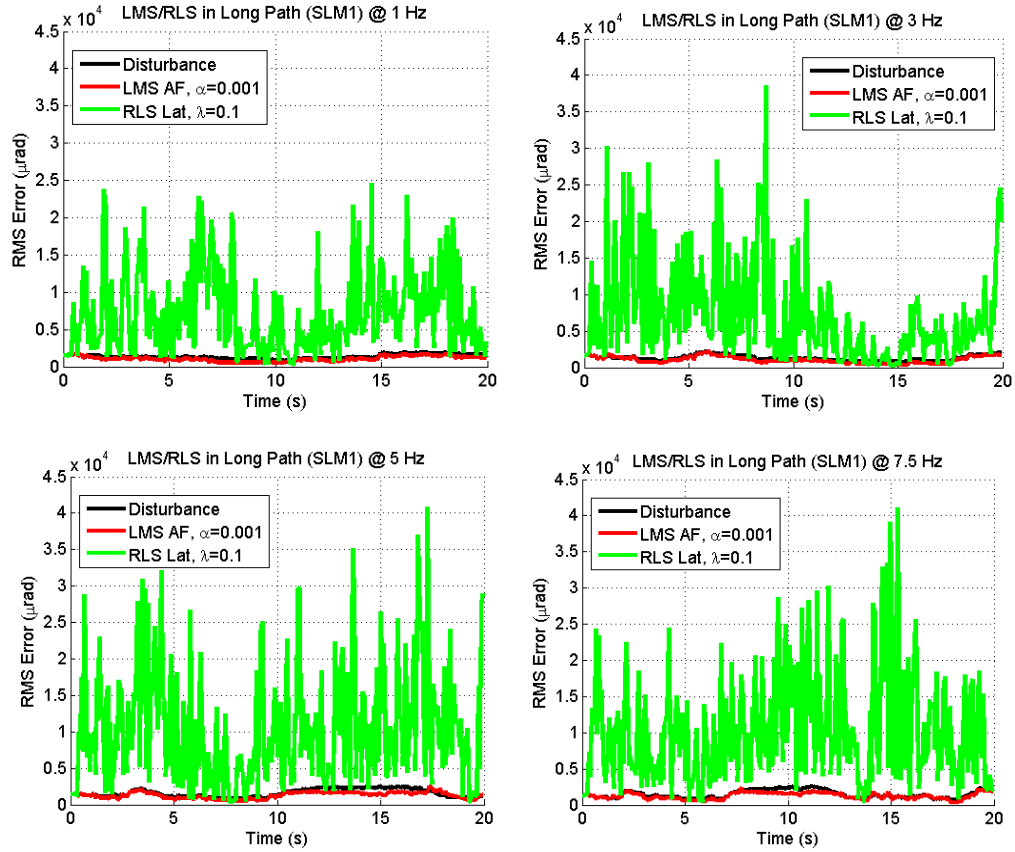 LMS/RLS in Long Path (SLM1) @ 1 Hz
x 10^4
4.5
4
3.5
3
2.5
2
1.5
1
0.5
0
RMS Error (μrad)
Disturbance
LMS AF, α=0.001
RLS Lat, λ=0.1
0 5 10 15 20
Time (s)
LMS/RLS in Long Path (SLM1) @ 3 Hz
x 10^4
4.5
4
3.5
3
2.5
2
1.5
1
0.5
0
RMS Error (μrad)
Disturbance
LMS AF, α=0.001
RLS Lat, λ=0.1
0 5 10 15 20
Time (s)
LMS/RLS in Long Path (SLM1) @ 5 Hz
x 10^4
4.5
4
3.5
3
2.5
2
1.5
1
0.5
0
RMS Error (μrad)
Disturbance
LMS AF, α=0.001
RLS Lat, λ=0.1
0 5 10 15 20
Time (s)
LMS/RLS in Long Path (SLM1) @ 7.5 Hz
x 10^4
4.5
4
3.5
3
2.5
2
1.5
1
0.5
0
RMS Error (μrad)
Disturbance
LMS AF, α=0.001
RLS Lat, λ=0.1
0 5 10 15 20
Time (s)